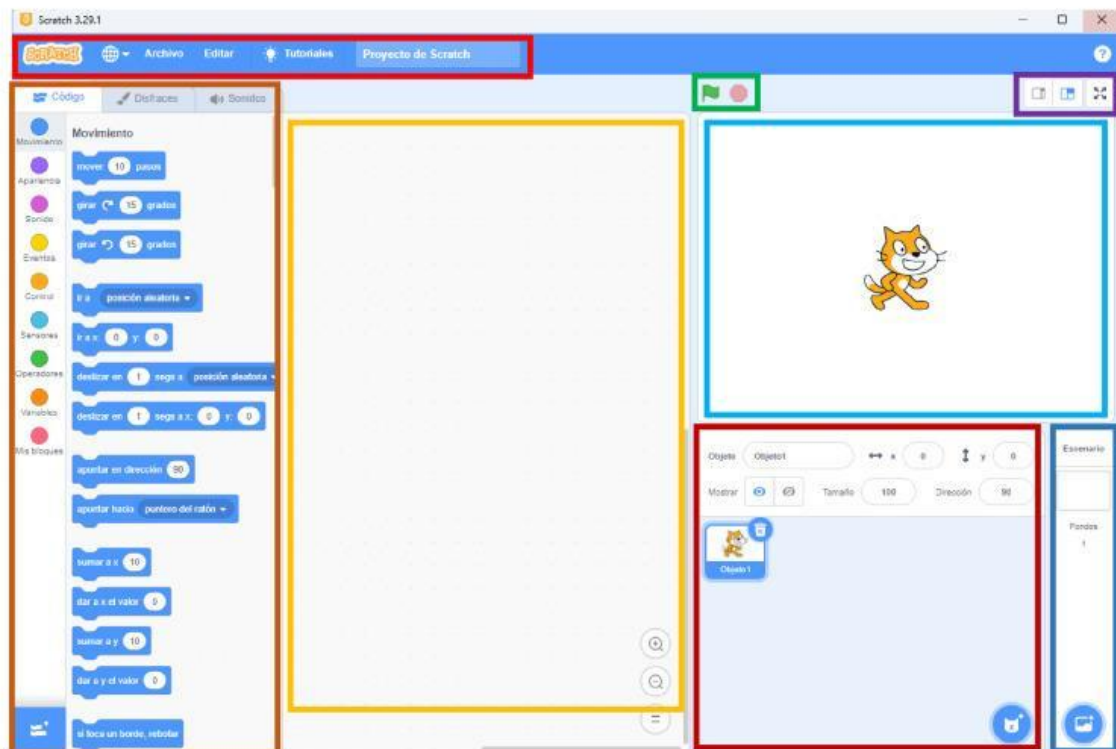 Scratch 3.29.1
SCRATCH Archivo Editar Tutoriales Proyecto de Scratch
Código Disfraces Sonidos
Movimiento
Apariencia
Sonido
Eventos
Control
Sensores
Operadores
Variables
Mis bloques
Movimiento
mover 10 pasos
girar 15 grados
girar 15 grados
ir a posición aleatoria
ir a x: 0 y: 0
deslizar en 1 segs a posición aleatoria
deslizar en 1 segs a x: 0 y: 0
apuntar en dirección 90
apuntar hacia puntero del ratón
sumar a x 10
dar a x el valor 0
sumar a y 10
dar a y el valor 0
si toca un borde, rebotar
Objeto Objeto1 x 0 y 0
Mostrar Tamaño 100 Dirección 90
Objeto1
Escenario
Fondos
1